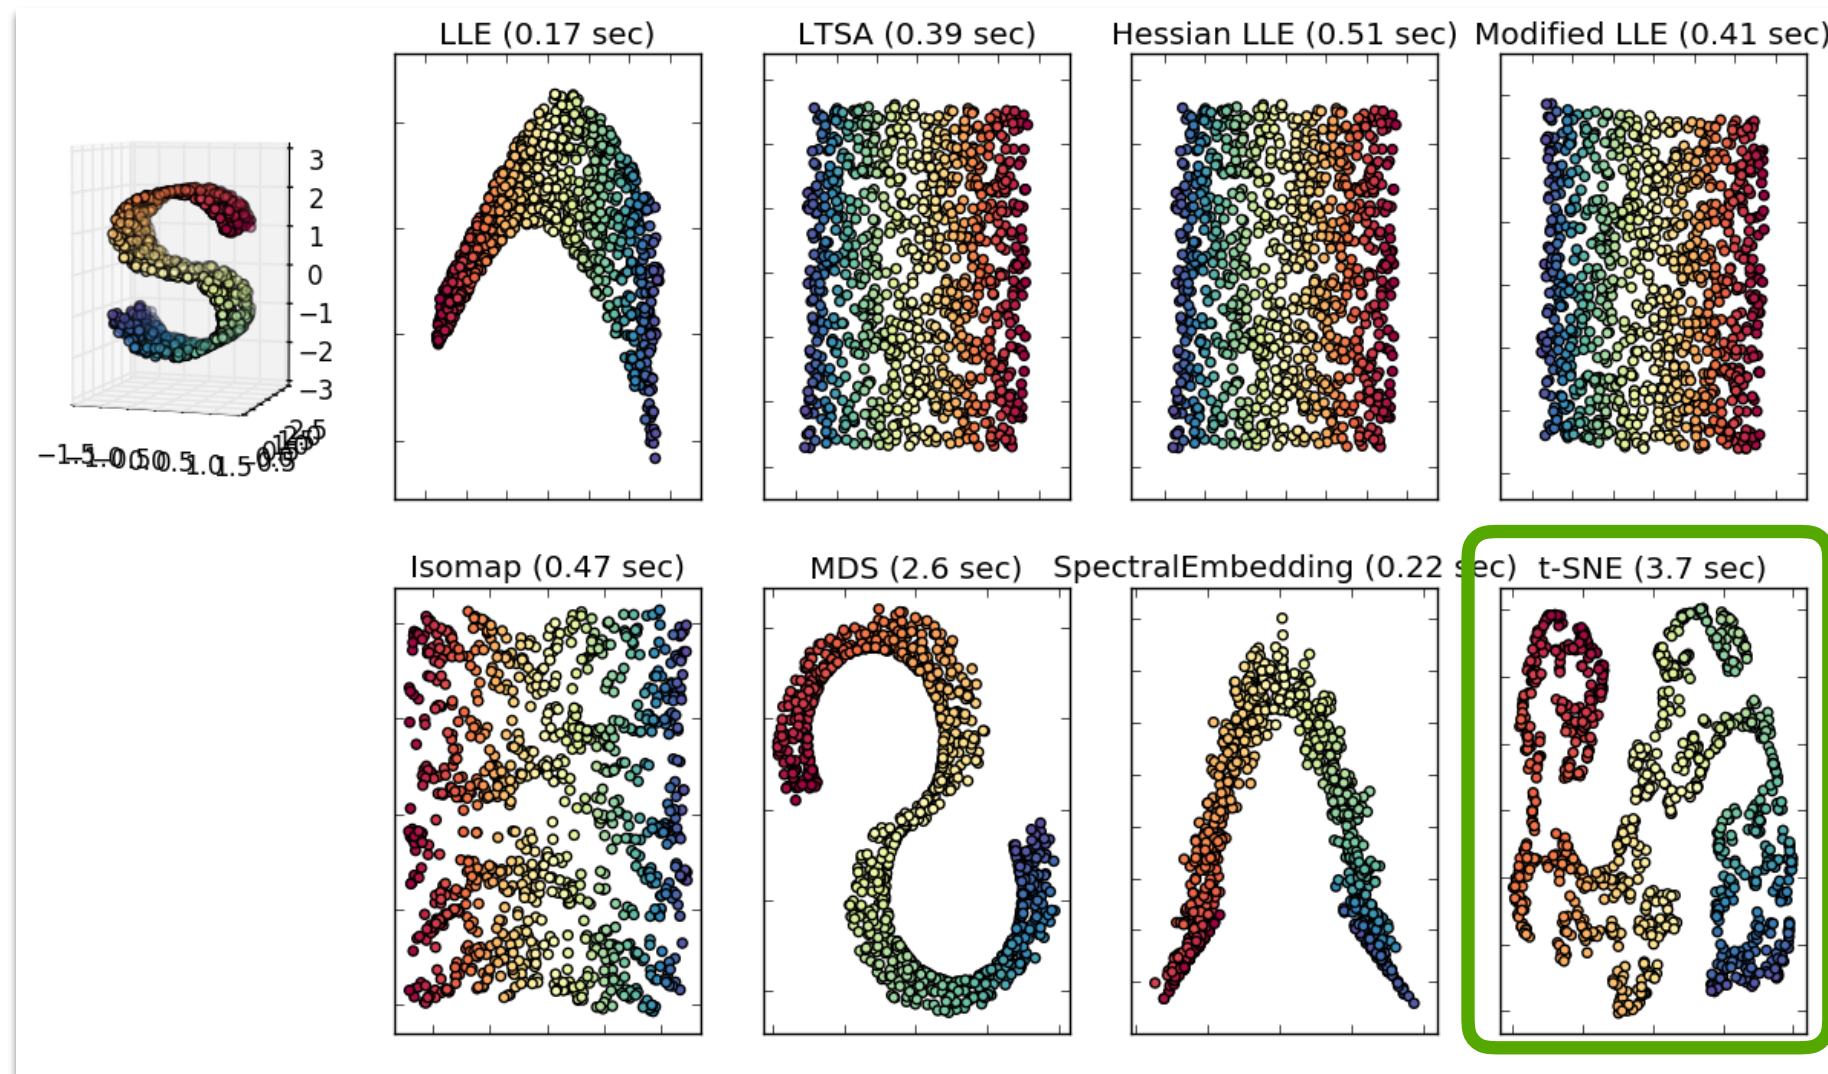 LLE (0.17 sec)
LTSA (0.39 sec)
Hessian LLE (0.51 sec)
Modified LLE (0.41 sec)
3
2
1
0
−1
−2
−3
Isomap (0.47 sec)
MDS (2.6 sec)
SpectralEmbedding (0.22 sec)
t-SNE (3.7 sec)